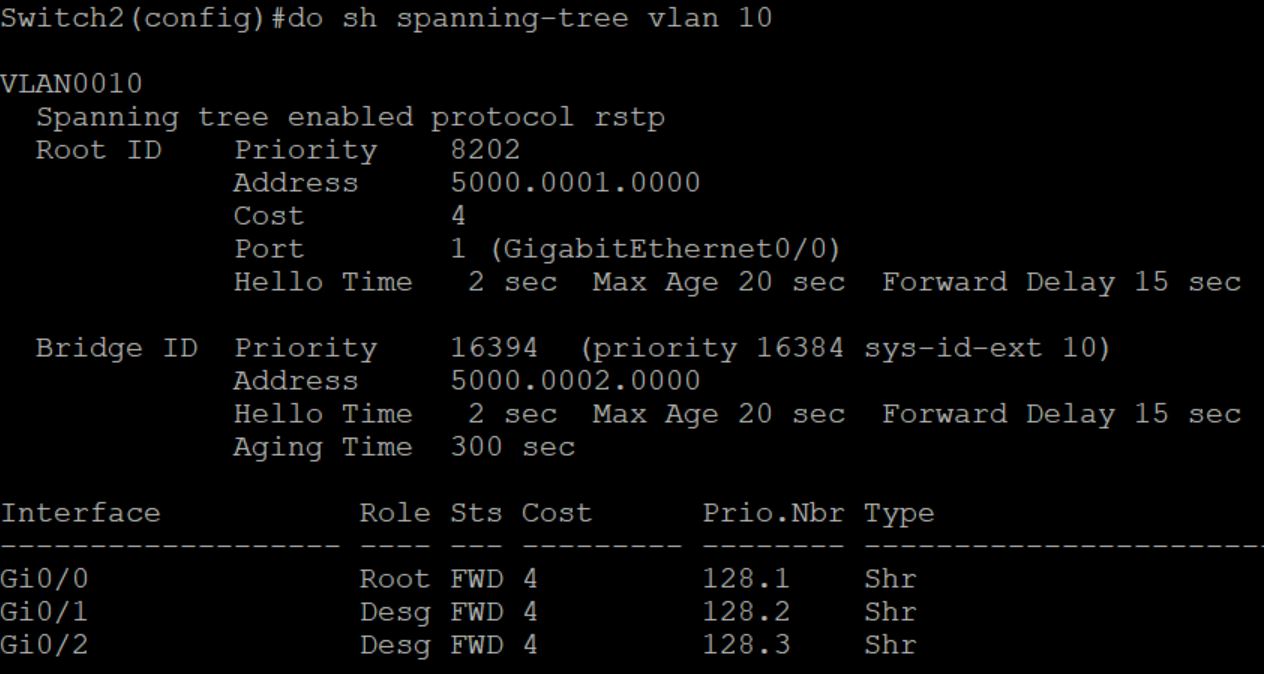 Switch2(config)#do sh spanning-tree vlan 10
VLAN0010
  Spanning tree enabled protocol rstp
  Root ID    Priority    8202
             Address     5000.0001.0000
             Cost        4
             Port        1 (GigabitEthernet0/0)
             Hello Time   2 sec  Max Age 20 sec  Forward Delay 15 sec
  Bridge ID  Priority    16394  (priority 16384 sys-id-ext 10)
             Address     5000.0002.0000
             Hello Time   2 sec  Max Age 20 sec  Forward Delay 15 sec
             Aging Time  300 sec
Interface           Role Sts Cost      Prio.Nbr Type
------------------- ---- --- --------- -------- -----------------------
Gi0/0               Root FWD 4         128.1    Shr
Gi0/1               Desg FWD 4         128.2    Shr
Gi0/2               Desg FWD 4         128.3    Shr